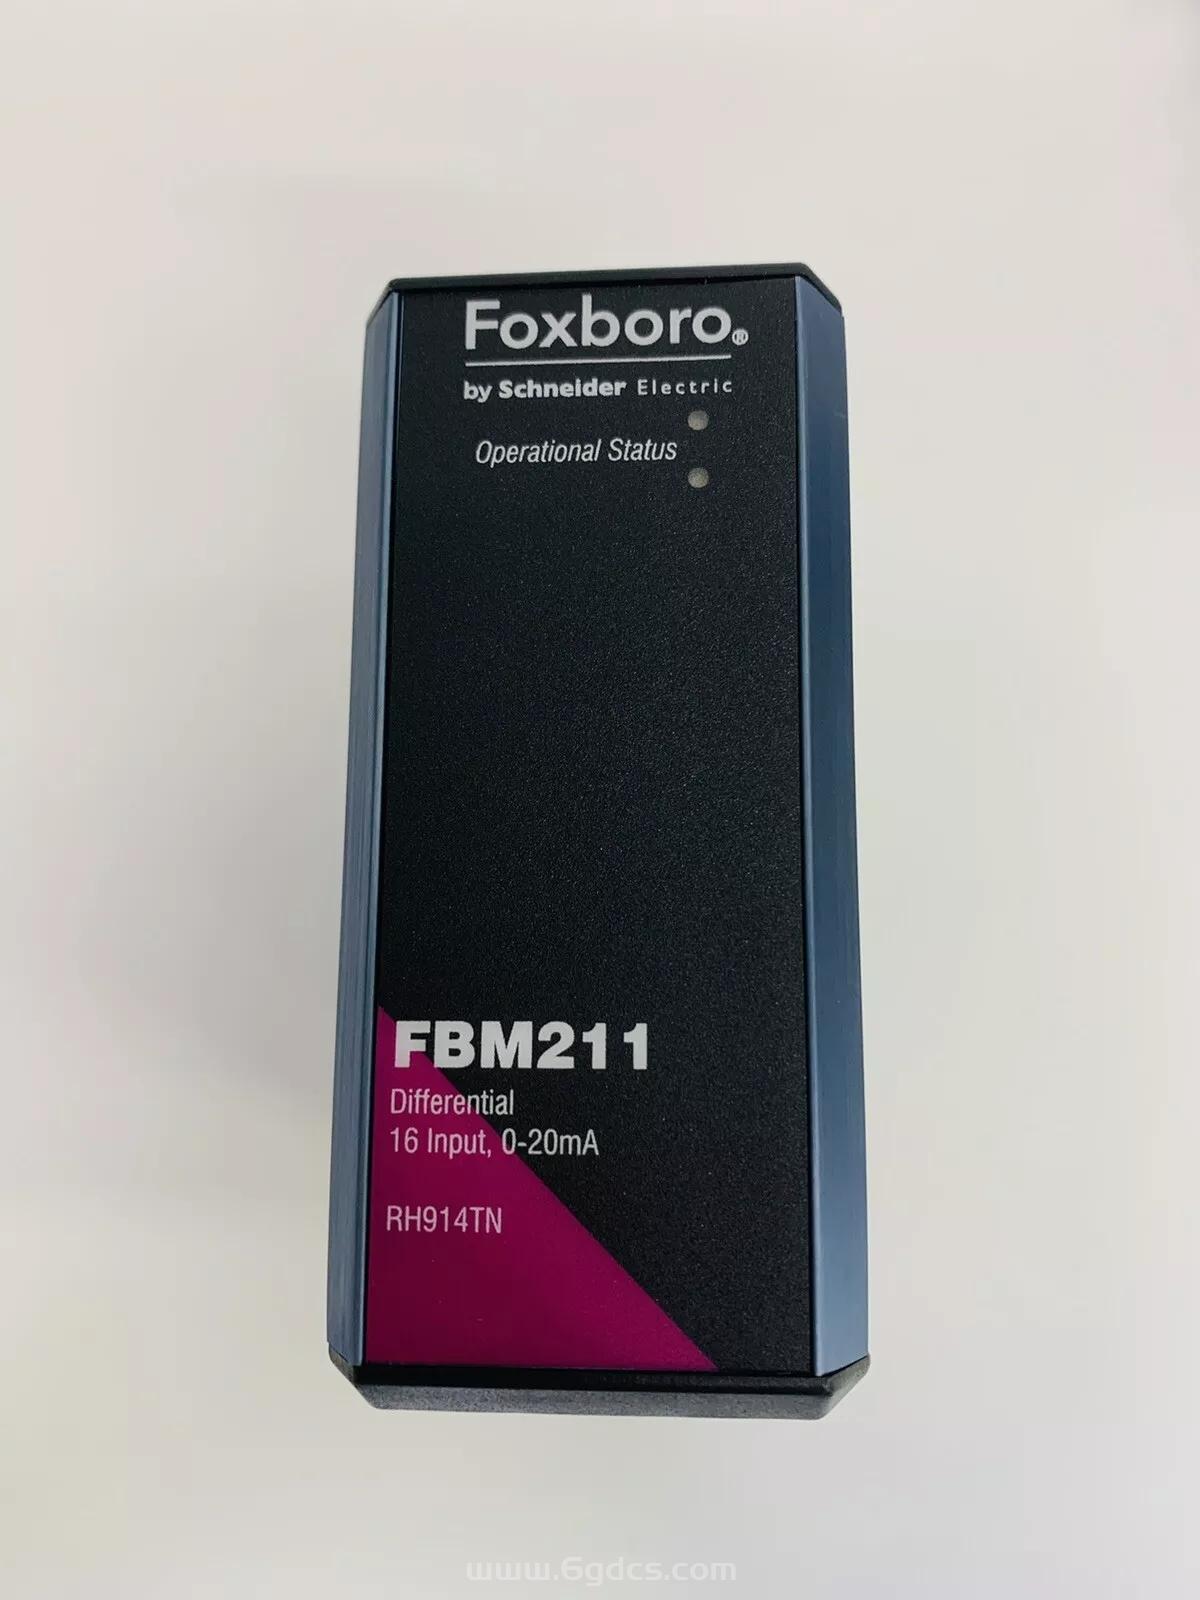 Foxboro®
by Schneider Electric
Operational Status
FBM211
Differential
16 Input, 0-20mA
RH914TN
www.6gdcs.com